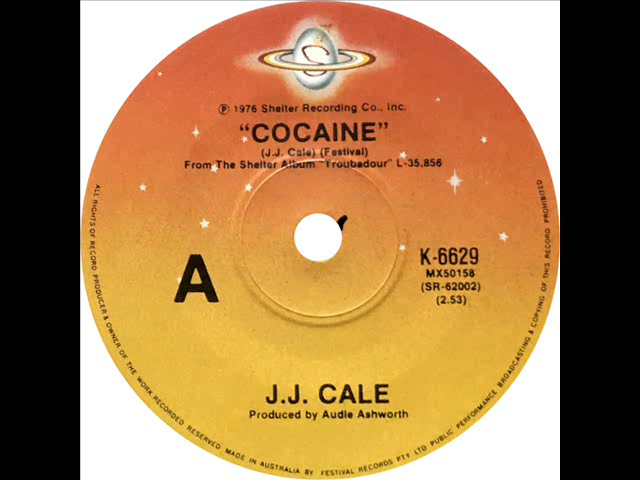 S
℗ 1976 Shelter Recording Co., Inc.
"COCAINE"
(J.J. Cale) (Festival)
From The Shelter Album "Troubadour" L-35,856
A
K-6629
MX50158
(SR-62002)
(2.53)
J.J. CALE
Produced by Audie Ashworth
ALL RIGHTS OF RECORD PRODUCER & OWNER OF THE WORK RECORDED RESERVED. MADE IN AUSTRALIA BY FESTIVAL RECORDS PTY LTD PUBLIC PERFORMANCE BROADCASTING & COPYING OF THIS RECORD PROHIBITED